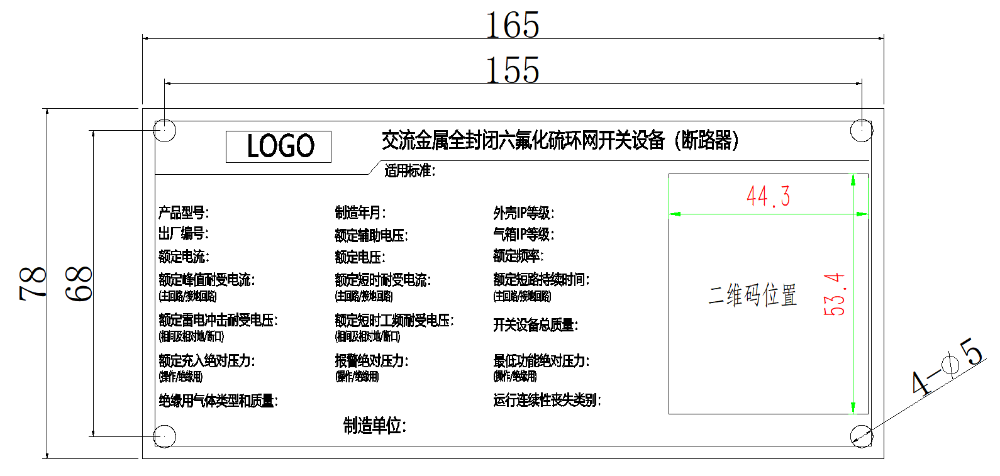 165
155
LOGO
交流金属全封闭六氟化硫环网开关设备（断路器）
适用标准：
44.3
产品型号： 制造年月： 外壳IP等级：
出厂编号： 额定辅助电压： 气箱IP等级：
额定电流： 额定电压： 额定频率：
额定峰值耐受电流： 额定短时耐受电流： 额定短路持续时间：
(主回路/接地回路) (主回路/接地回路) (主回路/接地回路)
二维码位置
53.4
78
68
额定雷电冲击耐受电压： 额定短时工频耐受电压： 开关设备总质量：
(相间及相对地/断口) (相间及相对地/断口)
额定充入绝对压力： 报警绝对压力： 最低功能绝对压力：
(操作/绝缘用) (操作/绝缘用) (操作/绝缘用)
4-Φ5
绝缘用气体类型和质量： 运行连续性丧失类别：
制造单位：